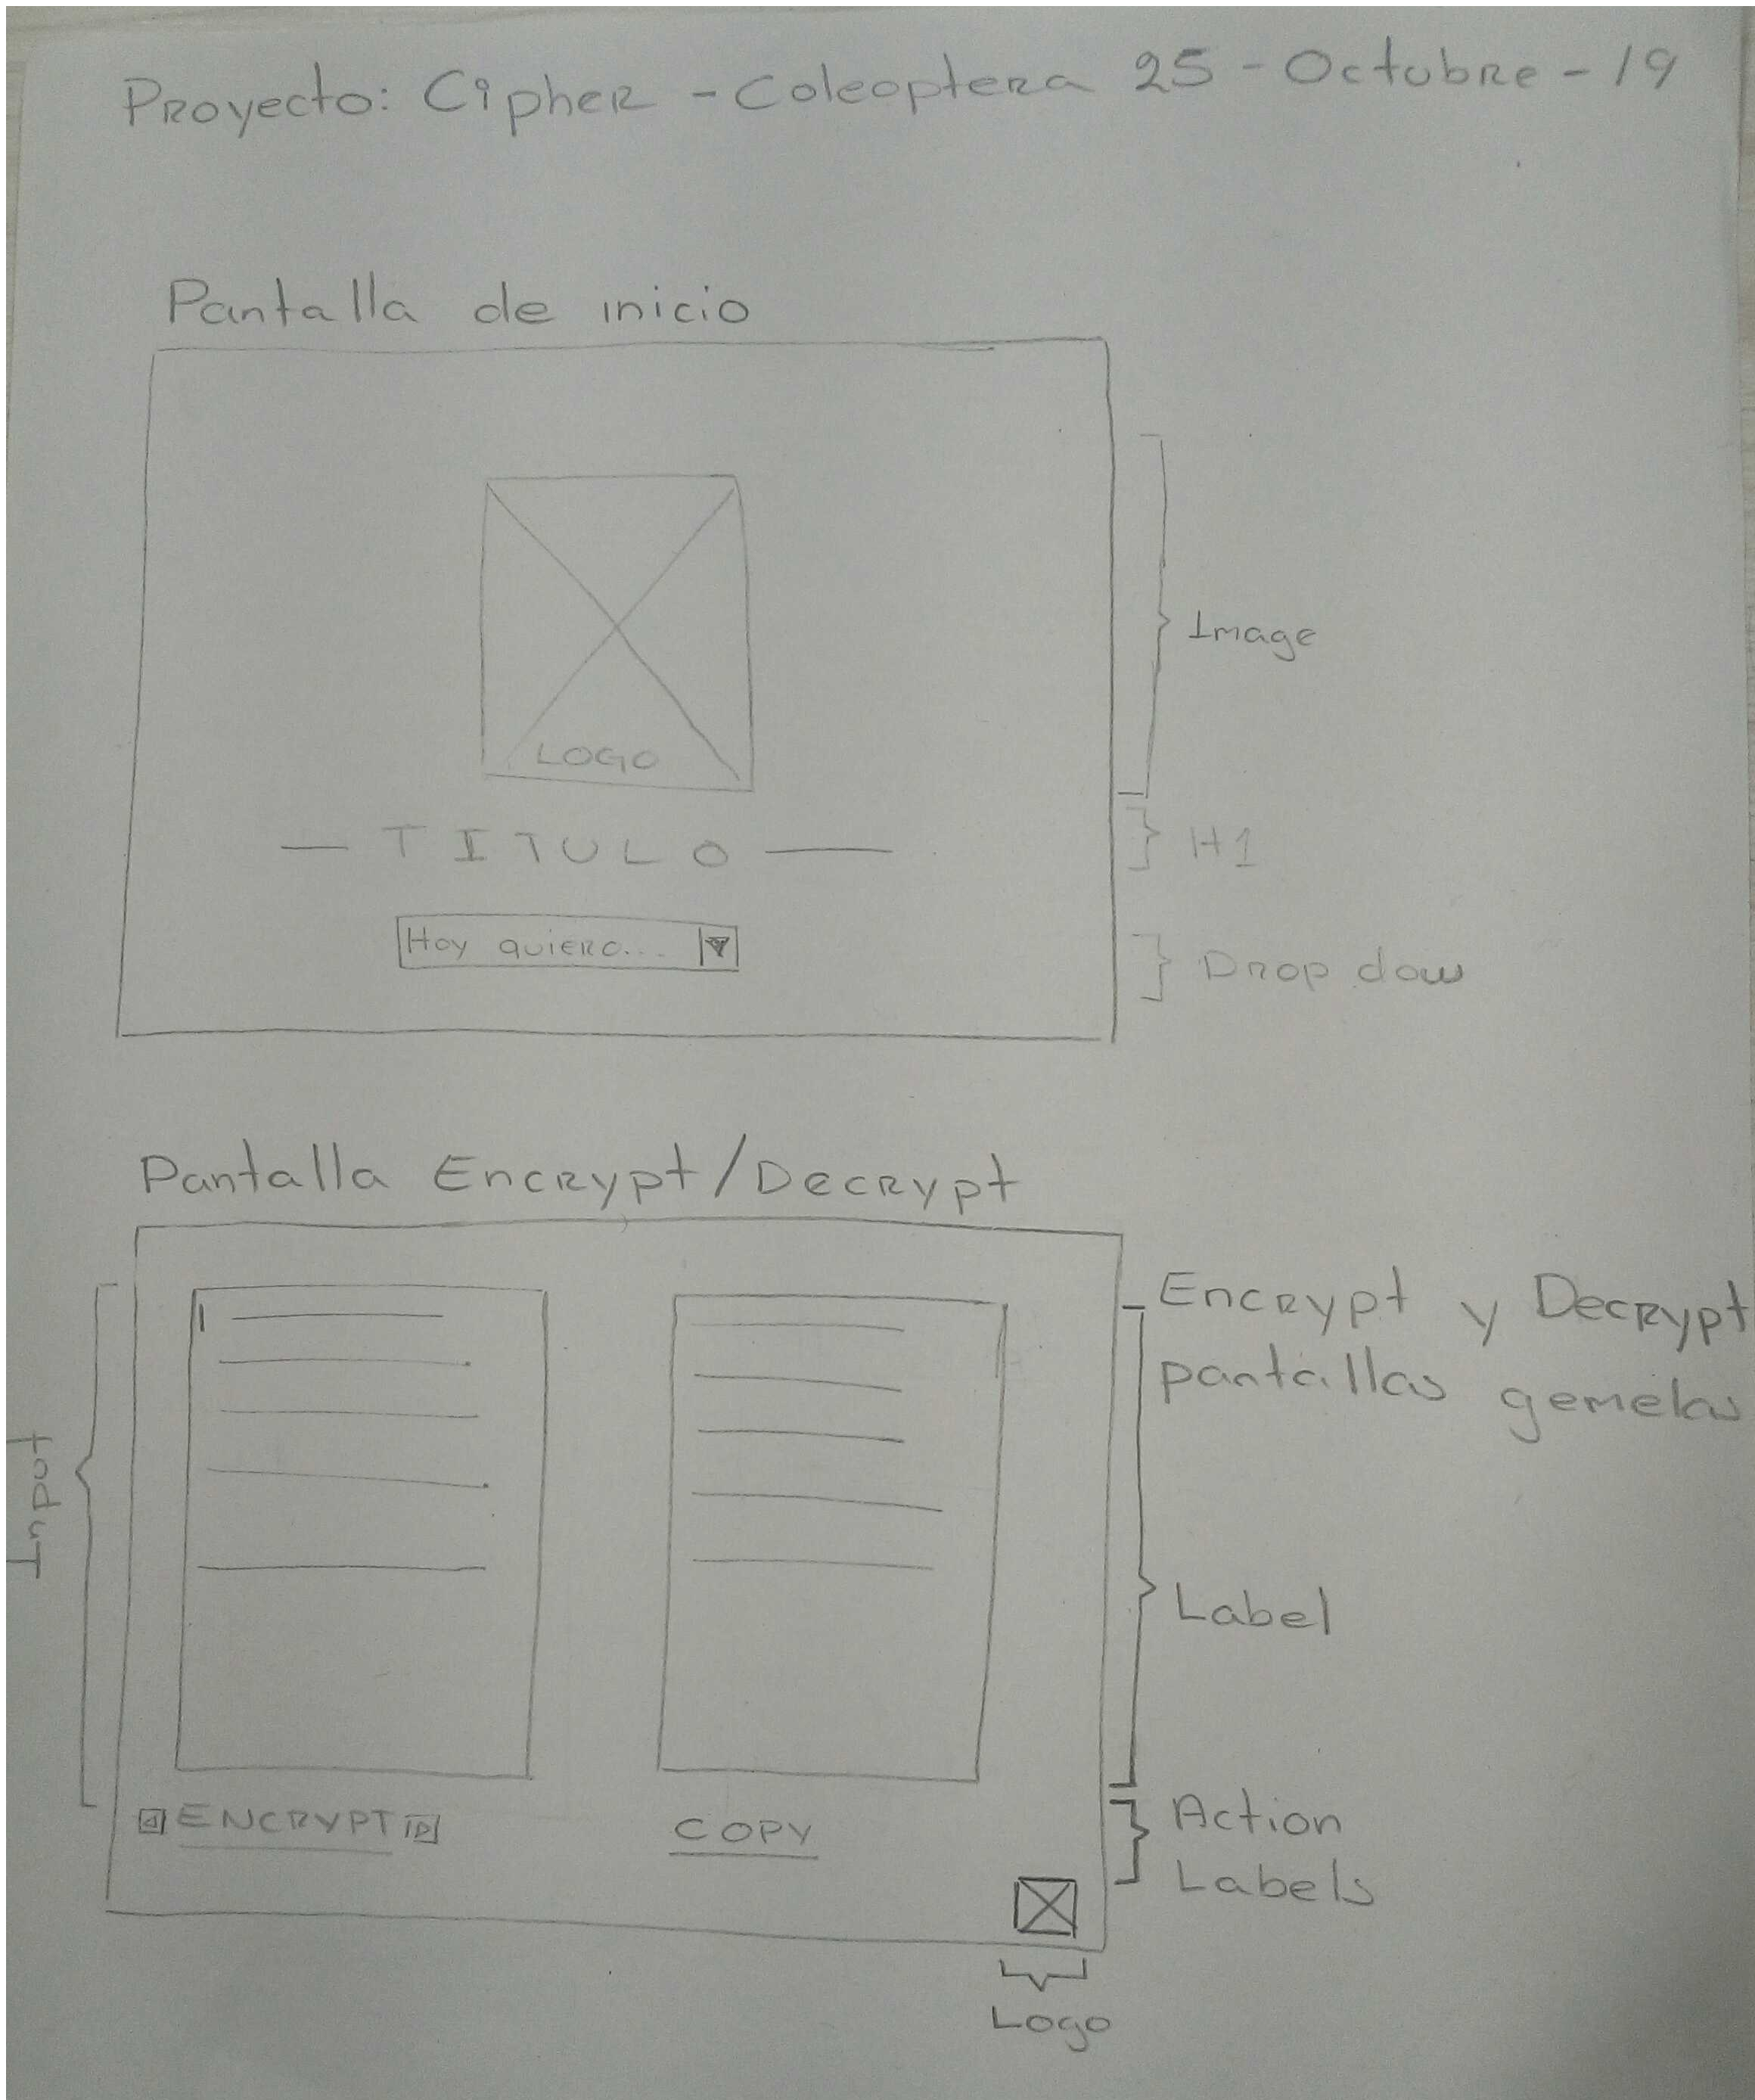 Proyecto: Cipher - Coleoptera 25 - Octubre - 19
Pantalla de inicio
Image
LOGO
— TITULO —
H1
Hoy quiero...
Drop dow
Pantalla Encrypt/Decrypt
Encrypt y Decrypt
pantallas gemelas
Input
Label
ENCRYPT
COPY
Action
Labels
Logo